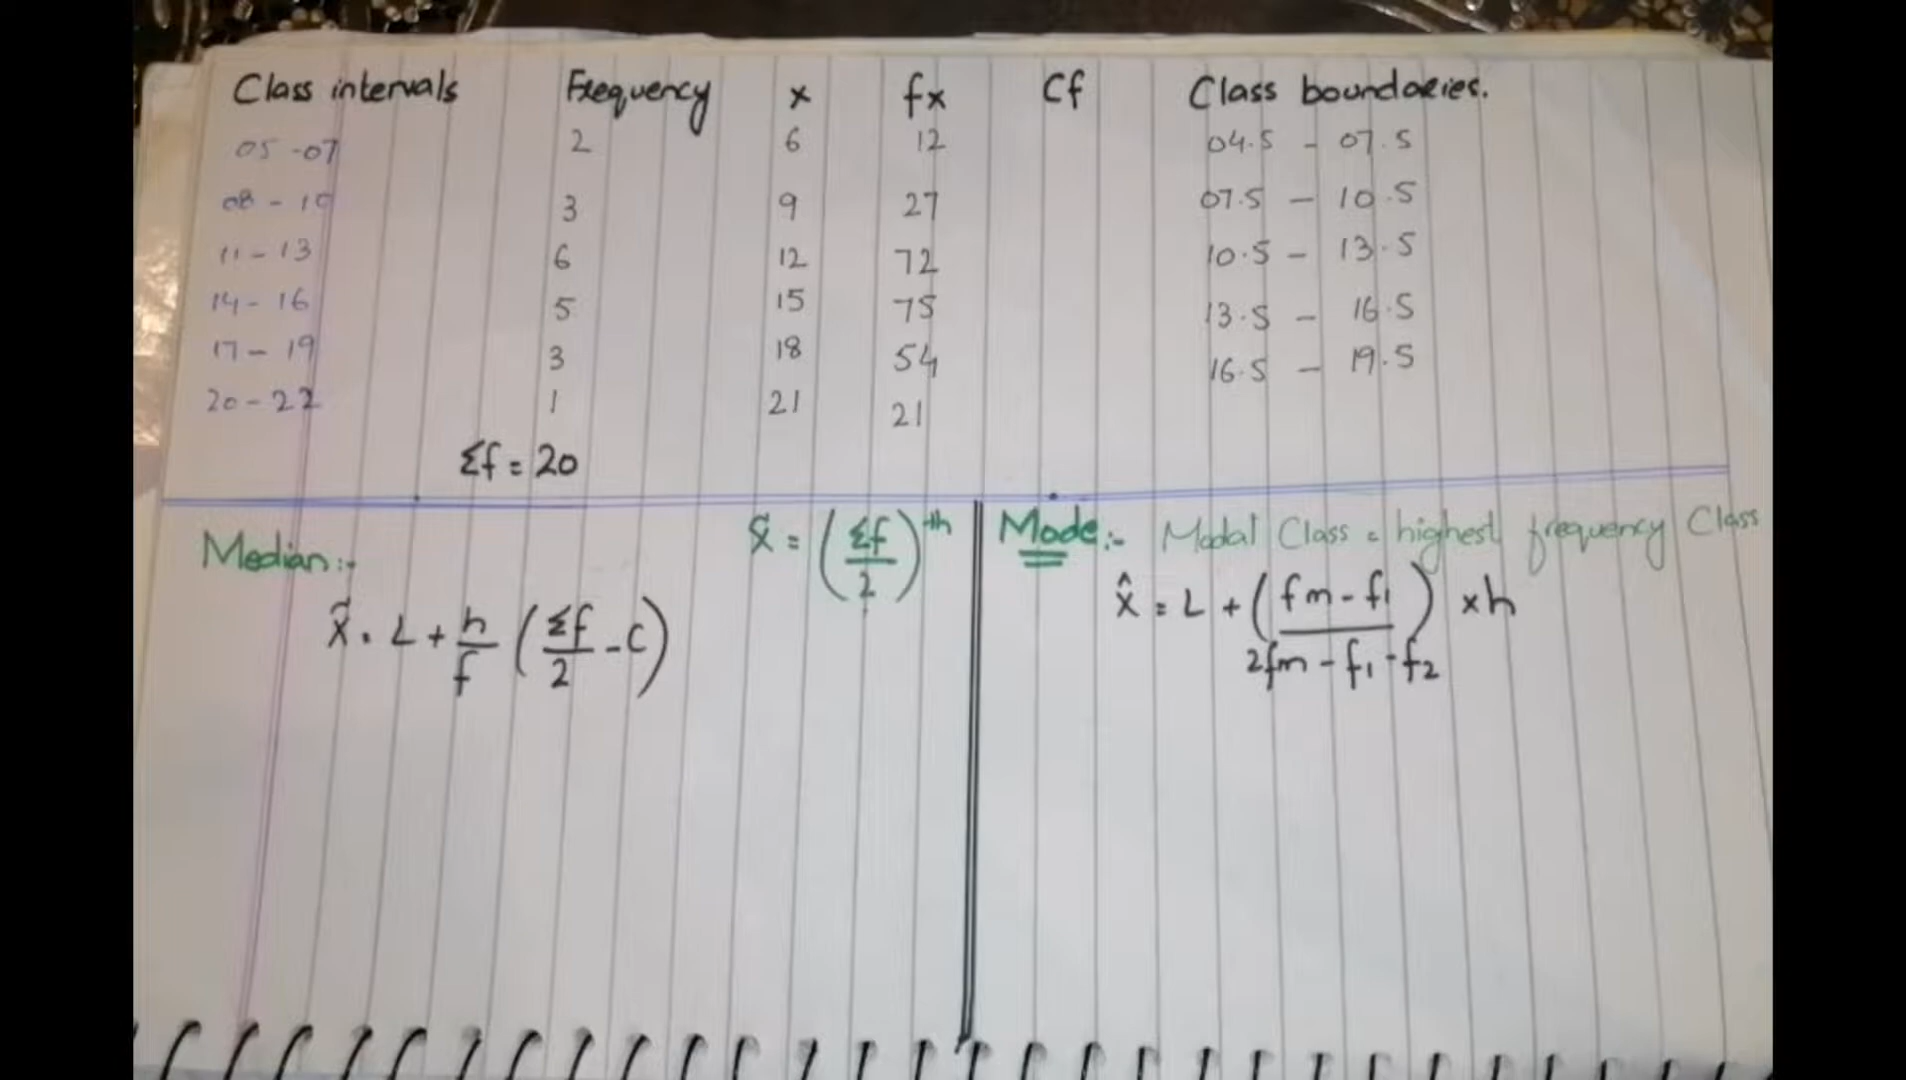 Class intervals Frequency x fx Cf Class boundaries.
05-07 2 6 12 04.5 - 07.5
08-10 3 9 27 07.5 - 10.5
11-13 6 12 72 10.5 - 13.5
14-16 5 15 75 13.5 - 16.5
17-19 3 18 54 16.5 - 19.5
20-22 1 21 21
Σf = 20
Median:- x̃ = (Σf/2)th
x̃ = L + h/f (Σf/2 - C)
Mode:- Modal Class = highest frequency Class
x̂ = L + (fm - f1 / 2fm - f1 - f2) x h